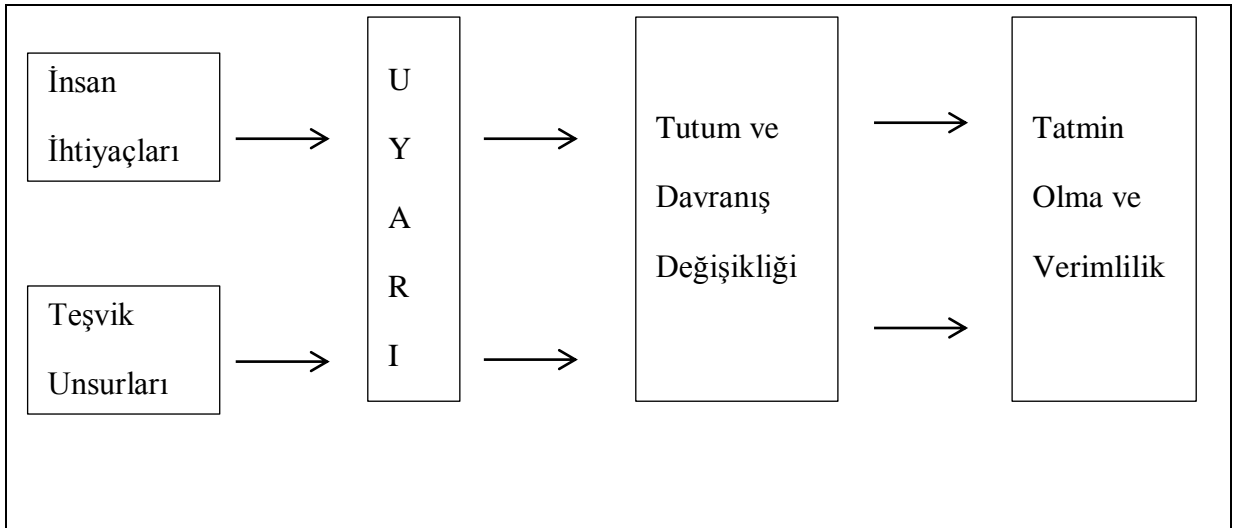 İnsan
İhtiyaçları
Teşvik
Unsurları
U
Y
A
R
I
Tutum ve
Davranış
Değişikliği
Tatmin
Olma ve
Verimlilik